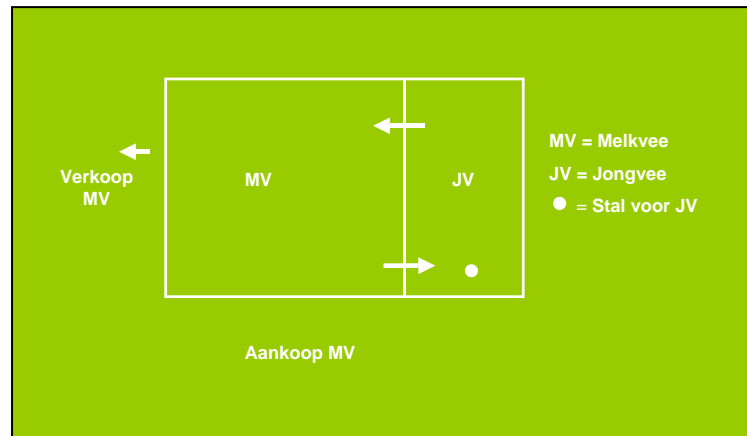 MV = Melkvee
JV = Jongvee
= Stal voor JV
Verkoop
MV
MV
JV
Aankoop MV